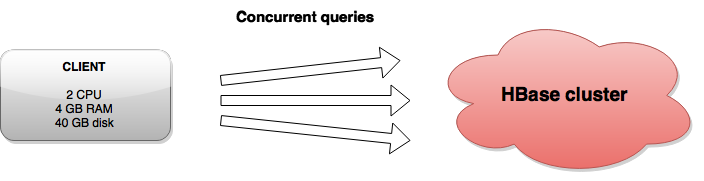 Concurrent queries
CLIENT
2 CPU
4 GB RAM
40 GB disk
HBase cluster